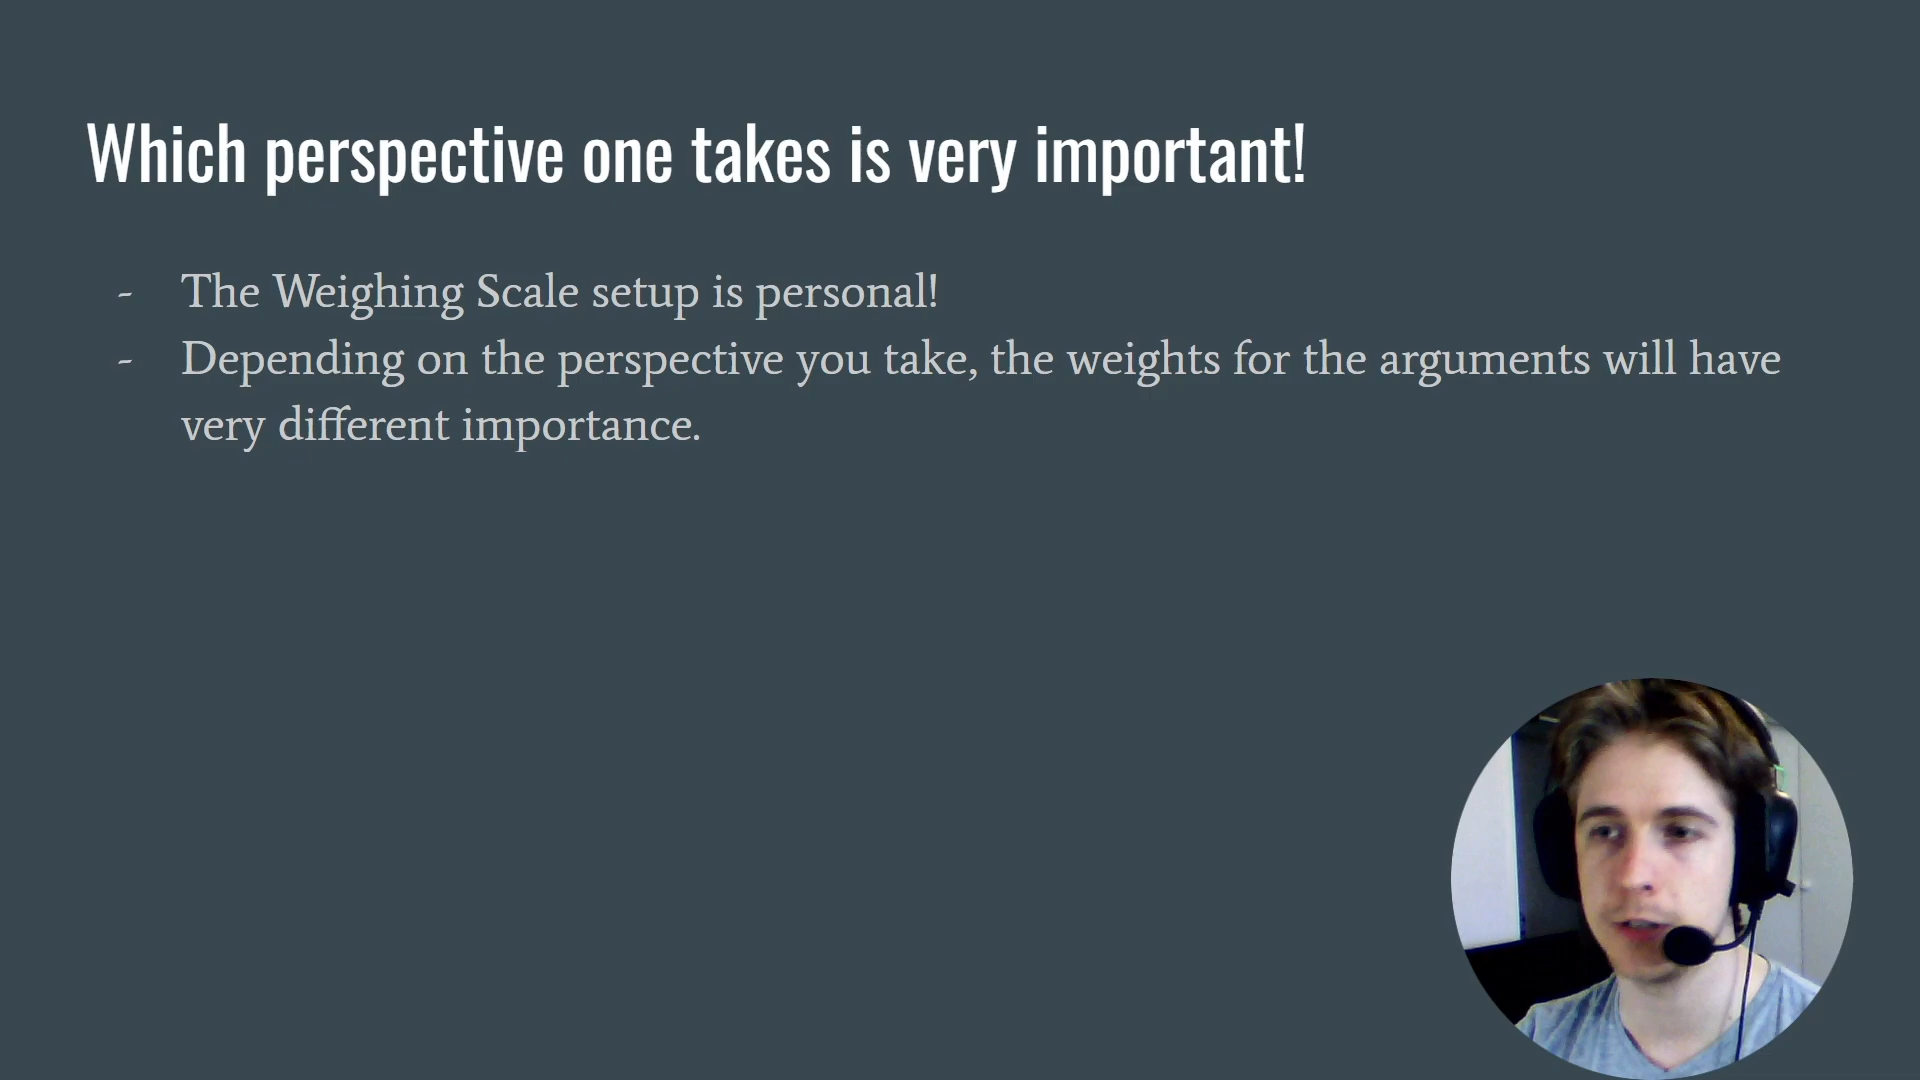 Which perspective one takes is very important!
- The Weighing Scale setup is personal!
- Depending on the perspective you take, the weights for the arguments will have
very different importance.